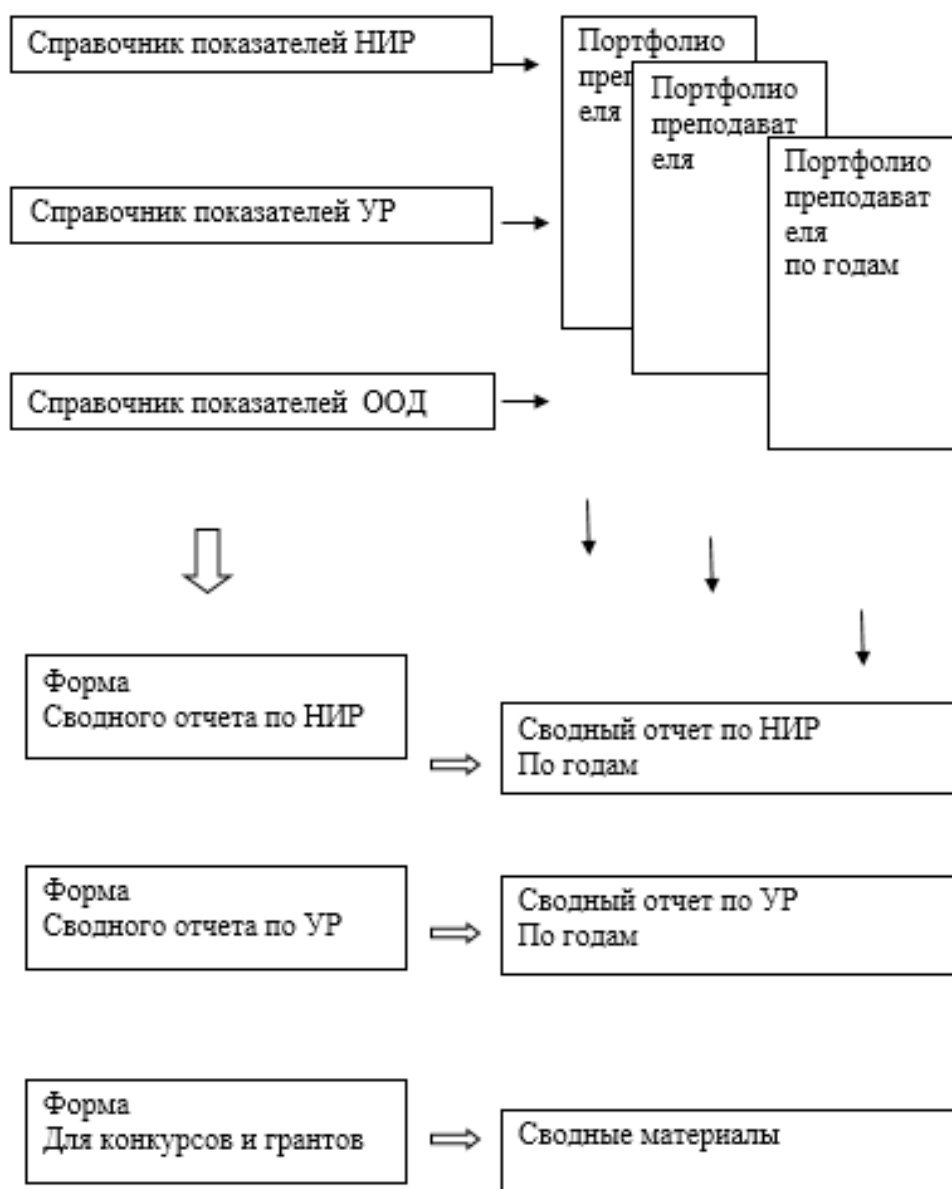 Справочник показателей НИР
Портфолио
еля
Портфолио
преподават
еля
Портфолио
преподават
еля
по годам
Справочник показателей УР
Справочник показателей ООД
Форма
Сводного отчета по НИР
Сводный отчет по НИР
По годам
Форма
Сводного отчета по УР
Сводный отчет по УР
По годам
Форма
Для конкурсов и грантов
Сводные материалы